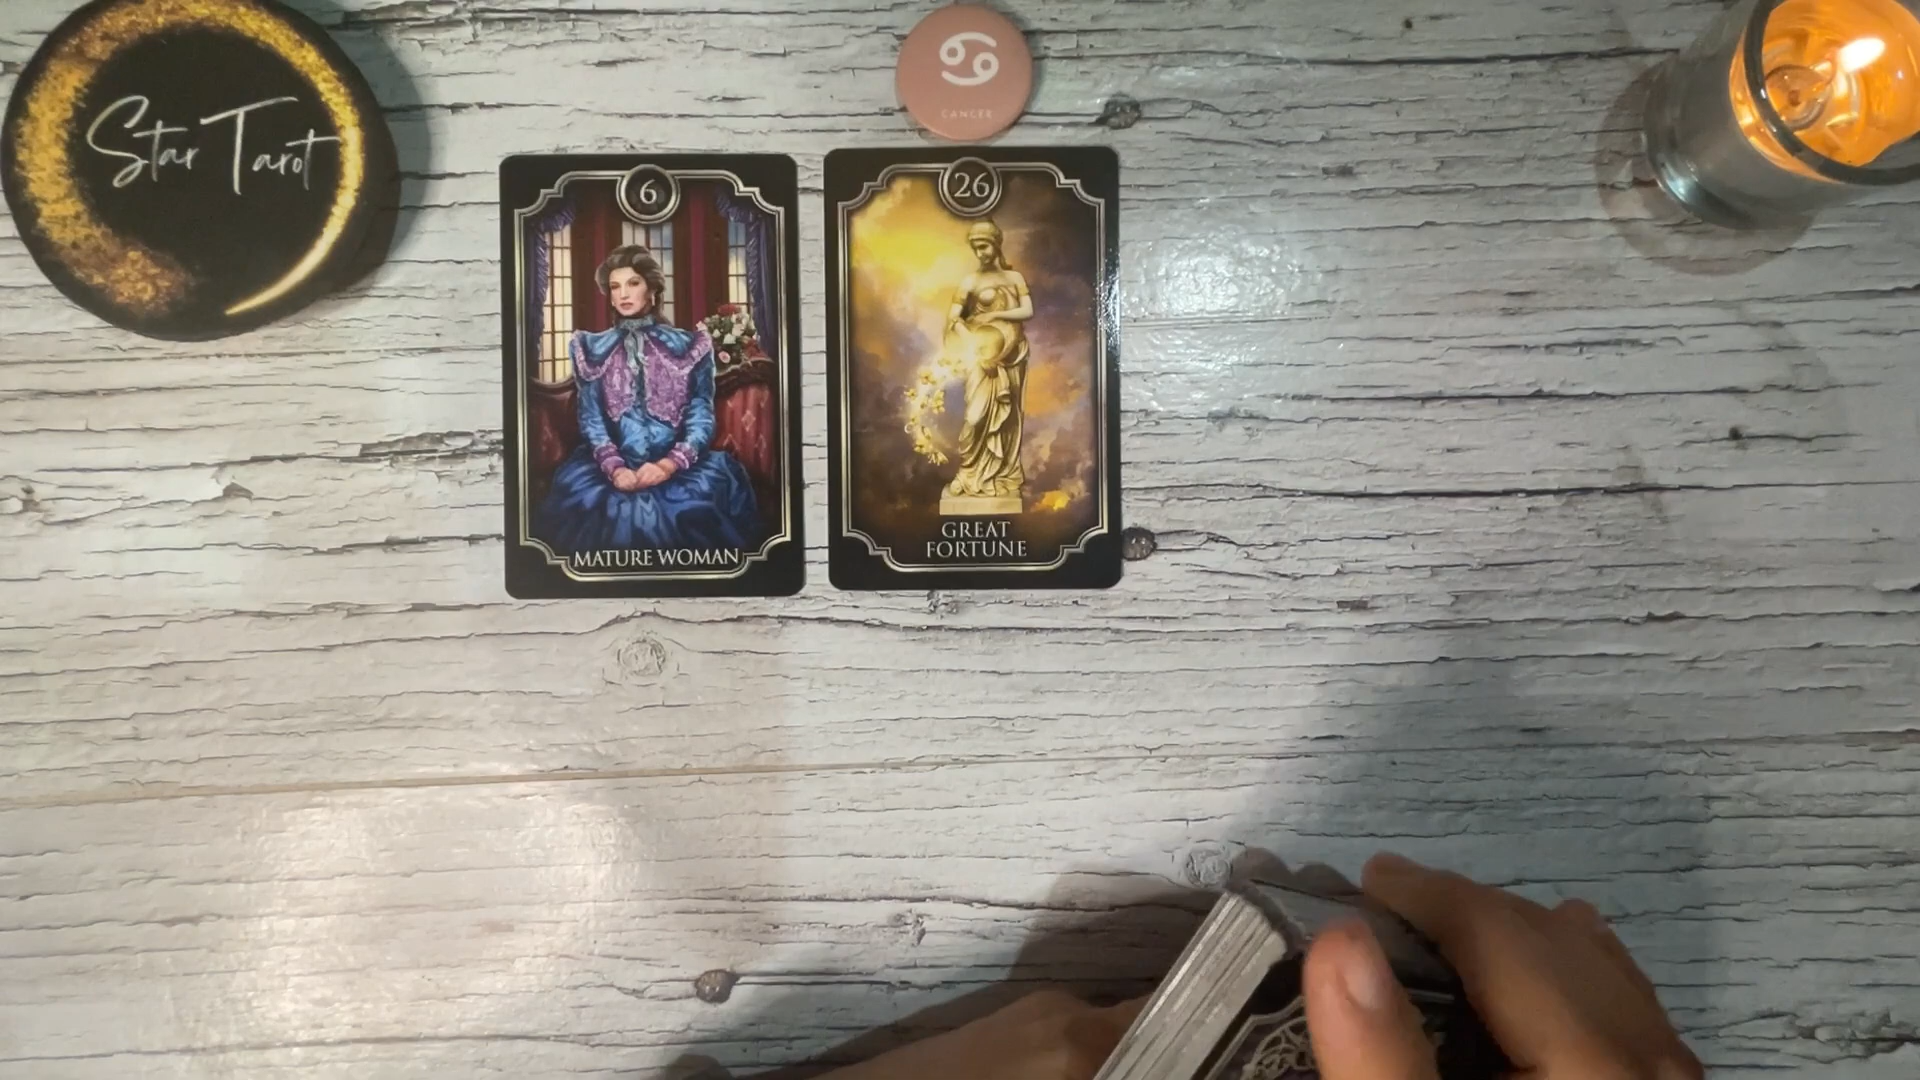 Star Tarot
CANCER
6
MATURE WOMAN
26
GREAT
FORTUNE